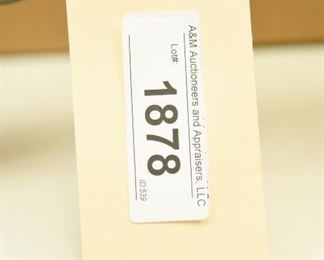 A&M Auctioneers and Appraisers, LLC
Lot#:
1878
ID:539